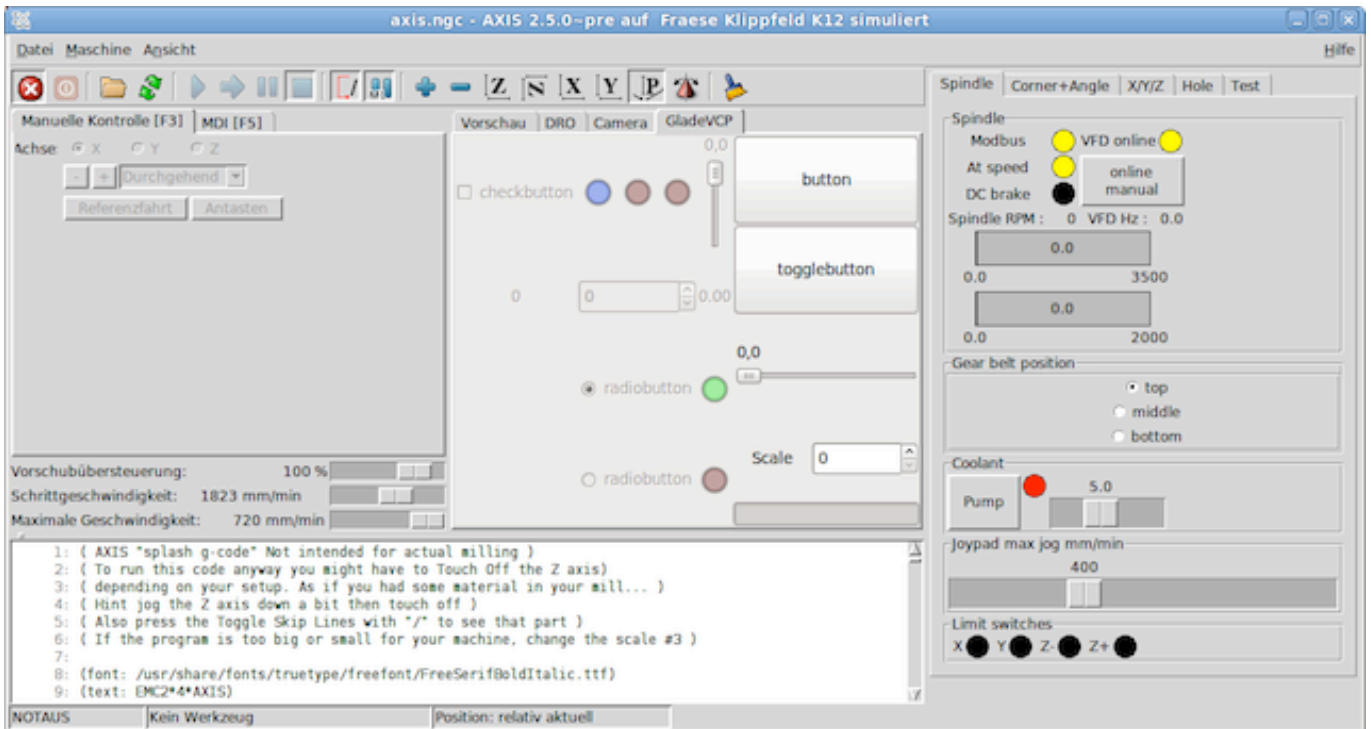 axis.ngc - AXIS 2.5.0~pre auf Fraese Klippfeld K12 simuliert
Datei Maschine Ansicht Hilfe
Z N X Y P
Manuelle Kontrolle [F3] MDI [F5]
Achse: X Y Z
- + Durchgehend
Referenzfahrt Antasten
Vorschau DRO Camera GladeVCP
0,0
checkbutton
button
togglebutton
0 0 0.00
0,0
radiobutton
Scale 0
radiobutton
Spindle Corner+Angle X/Y/Z Hole Test
Spindle
Modbus VFD online
At speed
DC brake
online
manual
Spindle RPM : 0 VFD Hz : 0.0
0.0
0.0 3500
0.0
0.0 2000
Gear belt position
top
middle
bottom
Coolant
Pump 5.0
Joypad max jog mm/min
400
Limit switches
X Y Z- Z+
Vorschubübersteuerung: 100 %
Schrittgeschwindigkeit: 1823 mm/min
Maximale Geschwindigkeit: 720 mm/min
1: ( AXIS "splash g-code" Not intended for actual milling )
2: ( To run this code anyway you might have to Touch Off the Z axis)
3: ( depending on your setup. As if you had some material in your mill... )
4: ( Hint jog the Z axis down a bit then touch off )
5: ( Also press the Toggle Skip Lines with "/" to see that part )
6: ( If the program is too big or small for your machine, change the scale #3 )
7:
8: (font: /usr/share/fonts/truetype/freefont/FreeSerifBoldItalic.ttf)
9: (text: EMC2*4*AXIS)
NOTAUS Kein Werkzeug Position: relativ aktuell